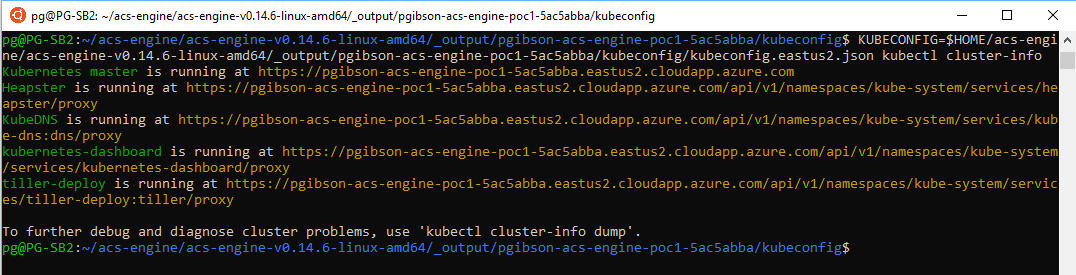 pg@PG-SB2: ~/acs-engine/acs-engine-v0.14.6-linux-amd64/_output/pgibson-acs-engine-poc1-5ac5abba/kubeconfig
pg@PG-SB2:~/acs-engine/acs-engine-v0.14.6-linux-amd64/_output/pgibson-acs-engine-poc1-5ac5abba/kubeconfig$ KUBECONFIG=$HOME/acs-engi
ne/acs-engine-v0.14.6-linux-amd64/_output/pgibson-acs-engine-poc1-5ac5abba/kubeconfig/kubeconfig.eastus2.json kubectl cluster-info
Kubernetes master is running at https://pgibson-acs-engine-poc1-5ac5abba.eastus2.cloudapp.azure.com
Heapster is running at https://pgibson-acs-engine-poc1-5ac5abba.eastus2.cloudapp.azure.com/api/v1/namespaces/kube-system/services/he
apster/proxy
KubeDNS is running at https://pgibson-acs-engine-poc1-5ac5abba.eastus2.cloudapp.azure.com/api/v1/namespaces/kube-system/services/kub
e-dns:dns/proxy
kubernetes-dashboard is running at https://pgibson-acs-engine-poc1-5ac5abba.eastus2.cloudapp.azure.com/api/v1/namespaces/kube-system
/services/kubernetes-dashboard/proxy
tiller-deploy is running at https://pgibson-acs-engine-poc1-5ac5abba.eastus2.cloudapp.azure.com/api/v1/namespaces/kube-system/servic
es/tiller-deploy:tiller/proxy
To further debug and diagnose cluster problems, use 'kubectl cluster-info dump'.
pg@PG-SB2:~/acs-engine/acs-engine-v0.14.6-linux-amd64/_output/pgibson-acs-engine-poc1-5ac5abba/kubeconfig$